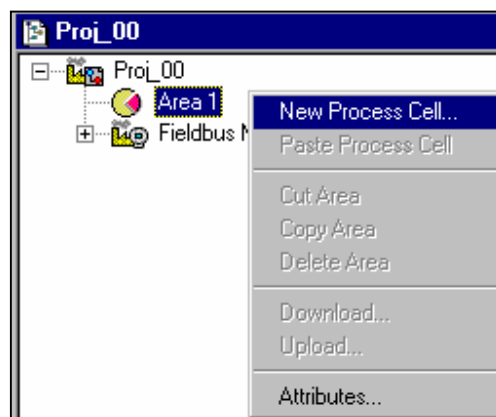 Proj_00
Proj_00
Area 1
Fieldbus
New Process Cell...
Paste Process Cell
Cut Area
Copy Area
Delete Area
Download...
Upload...
Attributes...